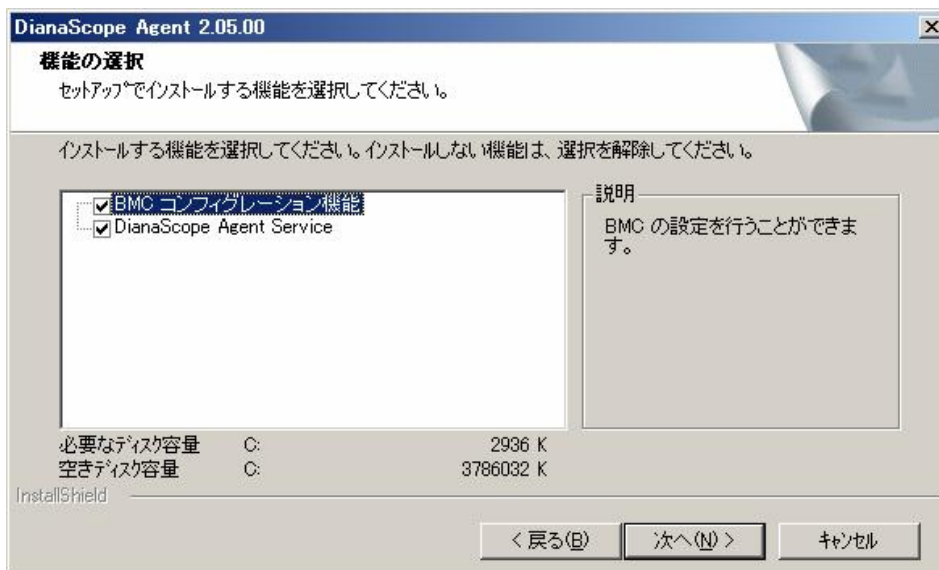 DianaScope Agent 2.05.00
機能の選択
セットアップでインストールする機能を選択してください。
インストールする機能を選択してください。インストールしない機能は、選択を解除してください。
BMC コンフィグレーション機能
DianaScope Agent Service
説明
BMC の設定を行うことができま
す。
必要なディスク容量 C: 2936 K
空きディスク容量 C: 3786032 K
InstallShield
< 戻る(B) 次へ(N) > キャンセル